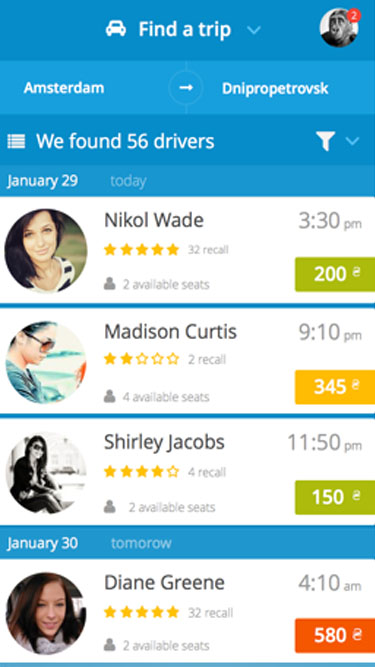 Find a trip
2
Amsterdam
Dnipropetrovsk
We found 56 drivers
January 29 today
Nikol Wade
3:30 pm
32 recall
200 ₴
2 available seats
Madison Curtis
9:10 pm
2 recall
345 ₴
4 available seats
Shirley Jacobs
11:50 pm
4 recall
150 ₴
2 available seats
January 30 tomorow
Diane Greene
4:10 am
32 recall
580 ₴
2 available seats